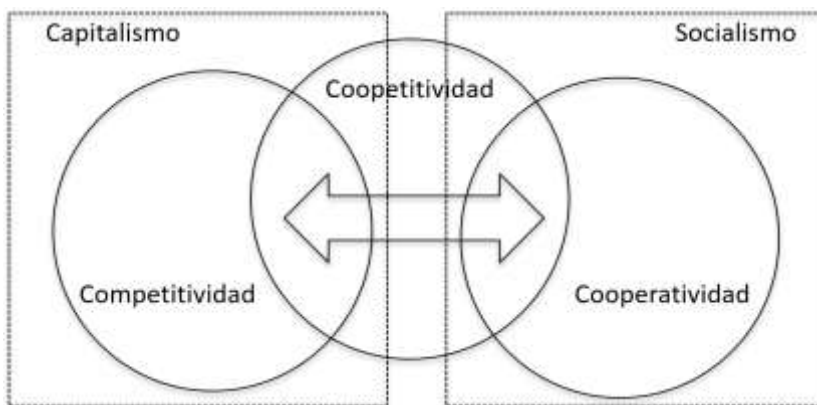 Capitalismo
Socialismo
Coopetitividad
Competitividad
Cooperatividad